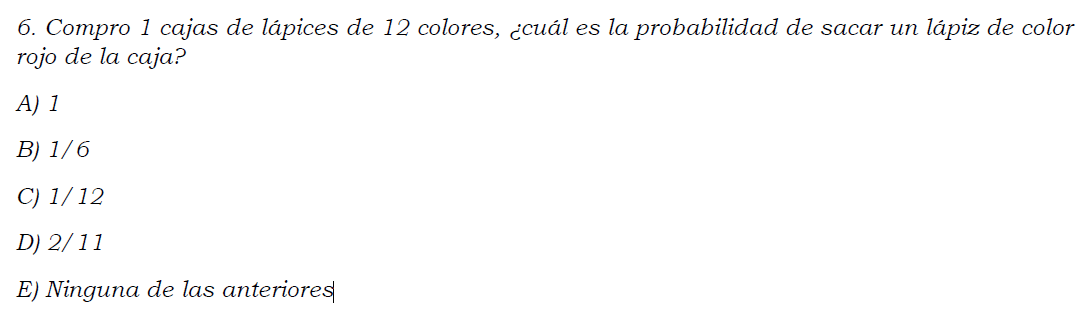 6. Compro 1 cajas de lápices de 12 colores, ¿cuál es la probabilidad de sacar un lápiz de color
rojo de la caja?
A) 1
B) 1/6
C) 1/12
D) 2/11
E) Ninguna de las anteriores